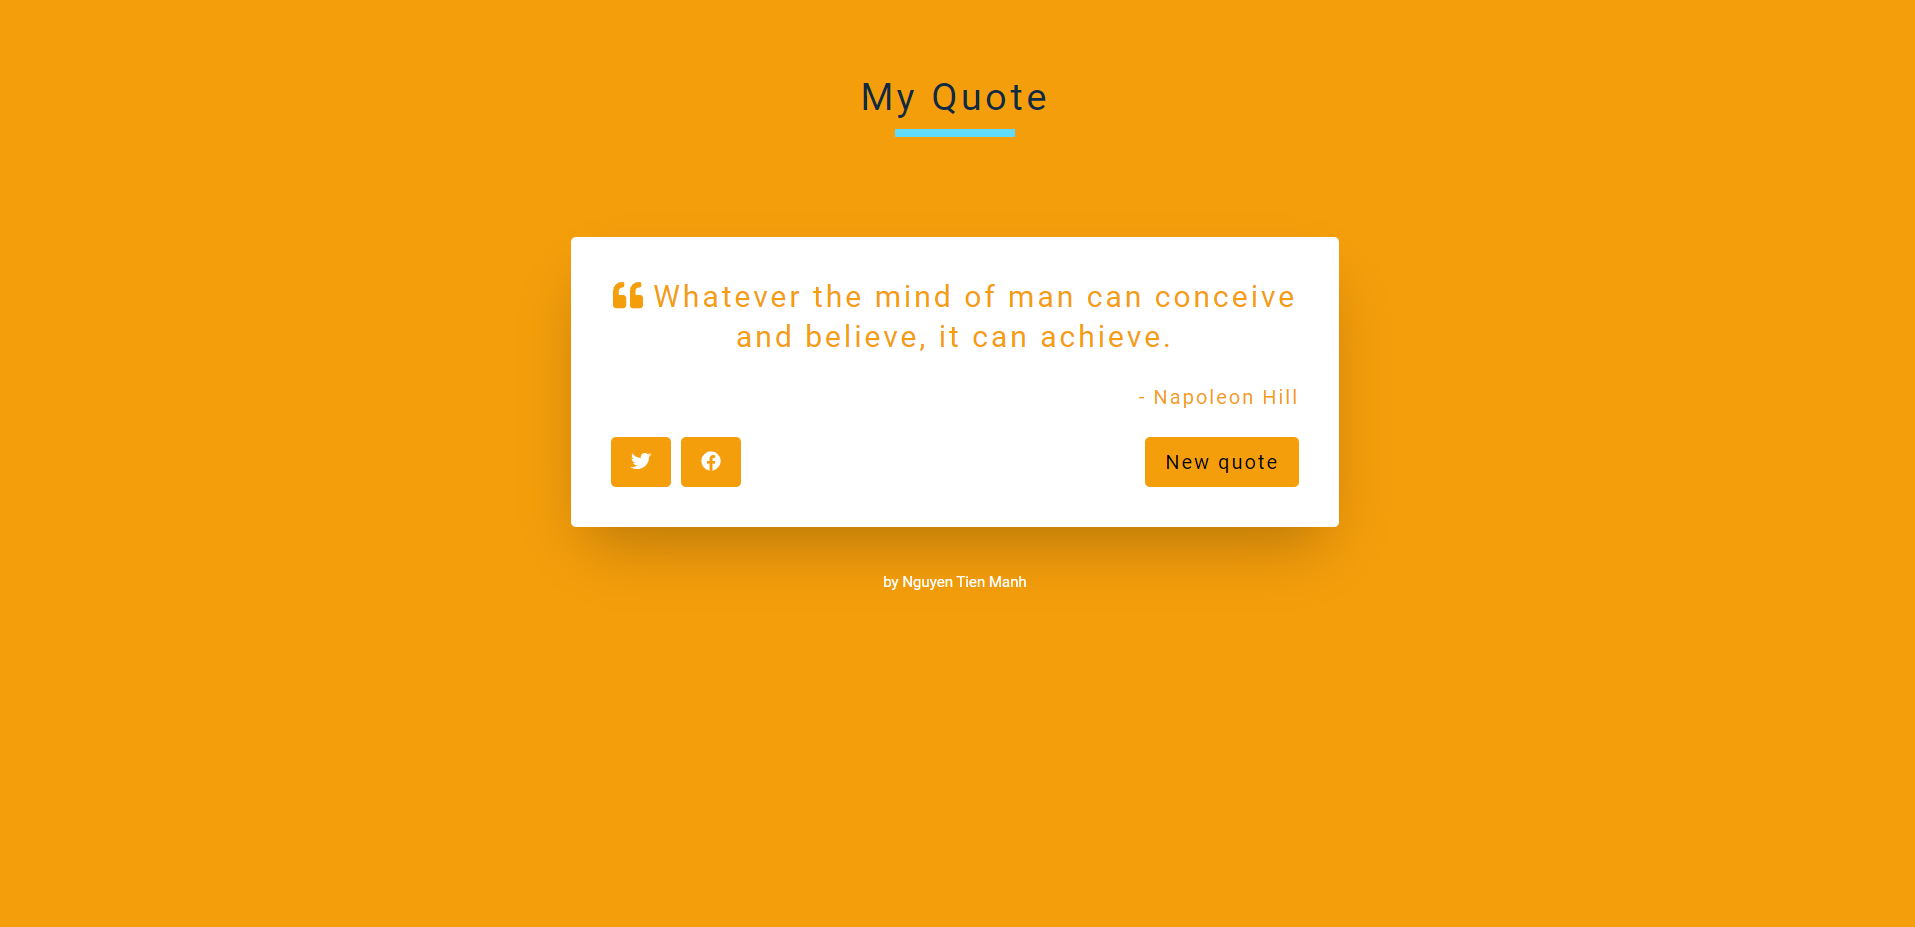 My Quote
❝ Whatever the mind of man can conceive
and believe, it can achieve.
- Napoleon Hill
New quote
by Nguyen Tien Manh